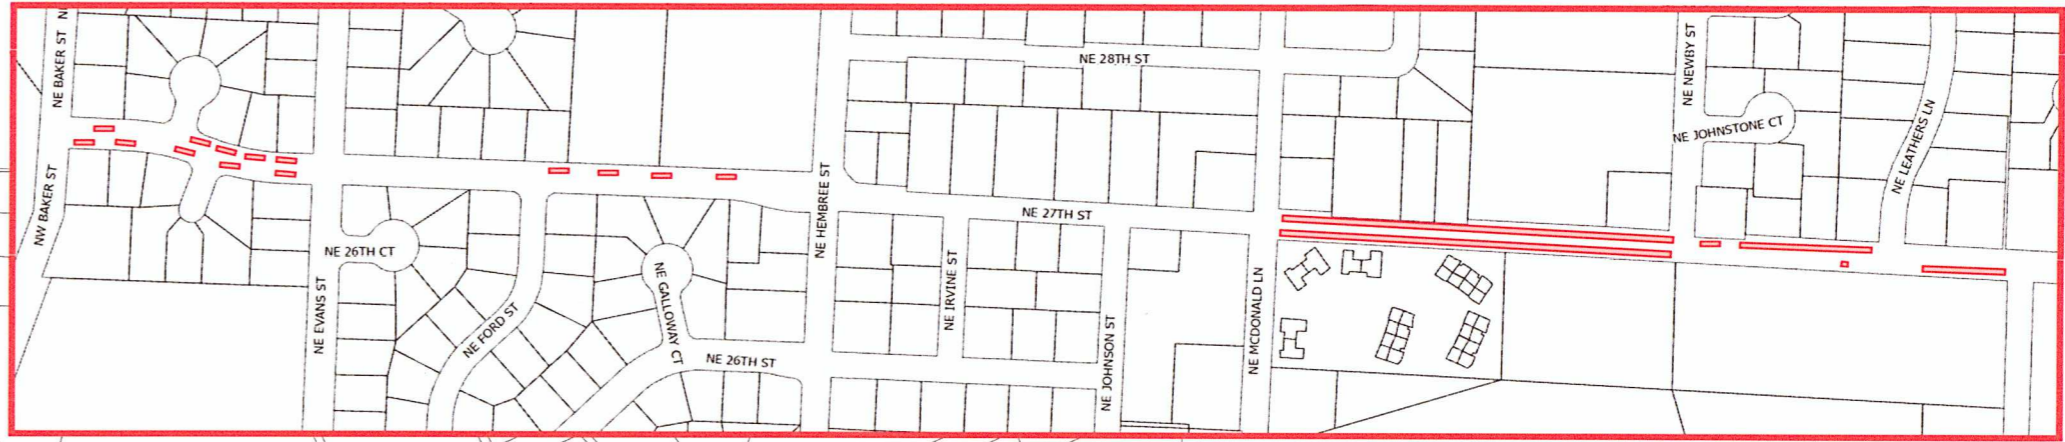 NE BAKER ST
N
NW BAKER ST
NE EVANS ST
NE 26TH CT
NE FORD ST
NE GALLOWAY CT
NE 26TH ST
NE HEMBREE ST
NE IRVINE ST
NE 27TH ST
NE 28TH ST
NE JOHNSON ST
NE MCDONALD LN
NE NEWBY ST
NE JOHNSTONE CT
NE LEATHERS LN